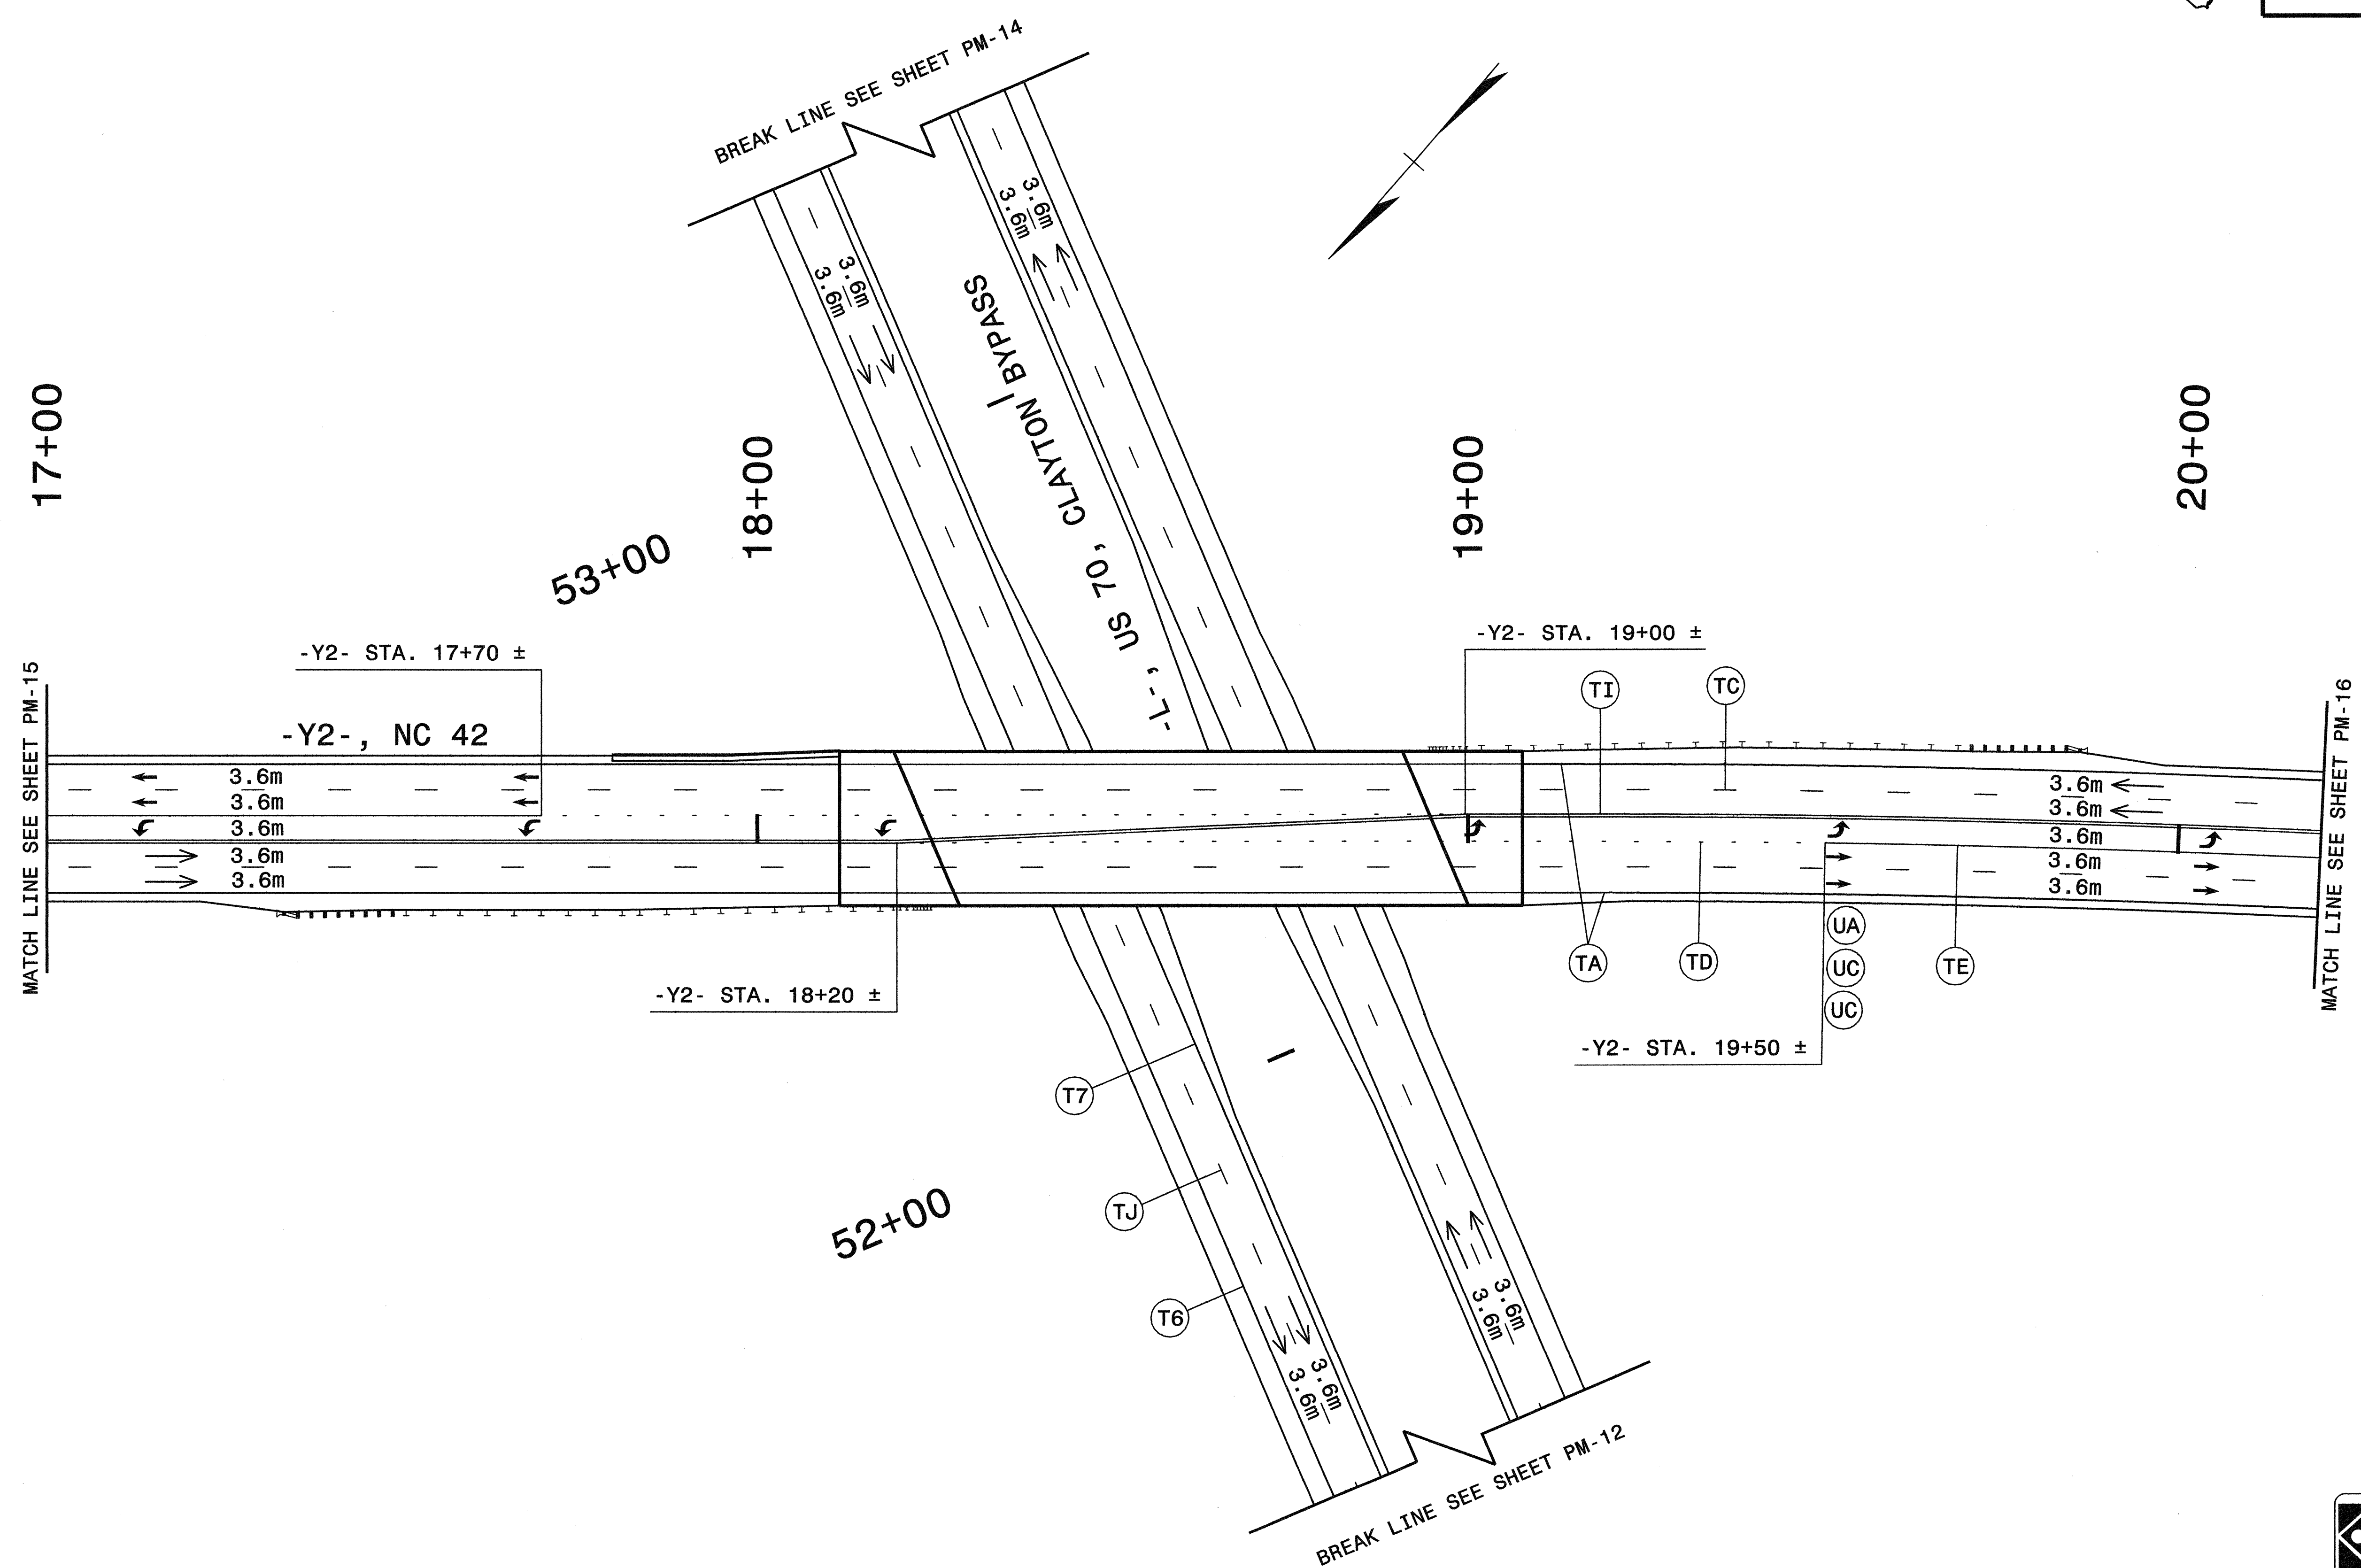 BREAK LINE SEE SHEET PM-14
3.6m
3.6m
3.6m
3.6m
-L-, US 70, CLAYTON BYPASS
17+00
18+00
19+00
20+00
53+00
-Y2- STA. 17+70 ±
-Y2- STA. 19+00 ±
TI
TC
MATCH LINE SEE SHEET PM-15
-Y2-, NC 42
3.6m
3.6m
3.6m
3.6m
3.6m
3.6m
3.6m
3.6m
3.6m
3.6m
MATCH LINE SEE SHEET PM-16
-Y2- STA. 18+20 ±
TA
TD
UA
UC
UC
TE
-Y2- STA. 19+50 ±
T7
TJ
T6
52+00
3.6m
3.6m
3.6m
3.6m
BREAK LINE SEE SHEET PM-12